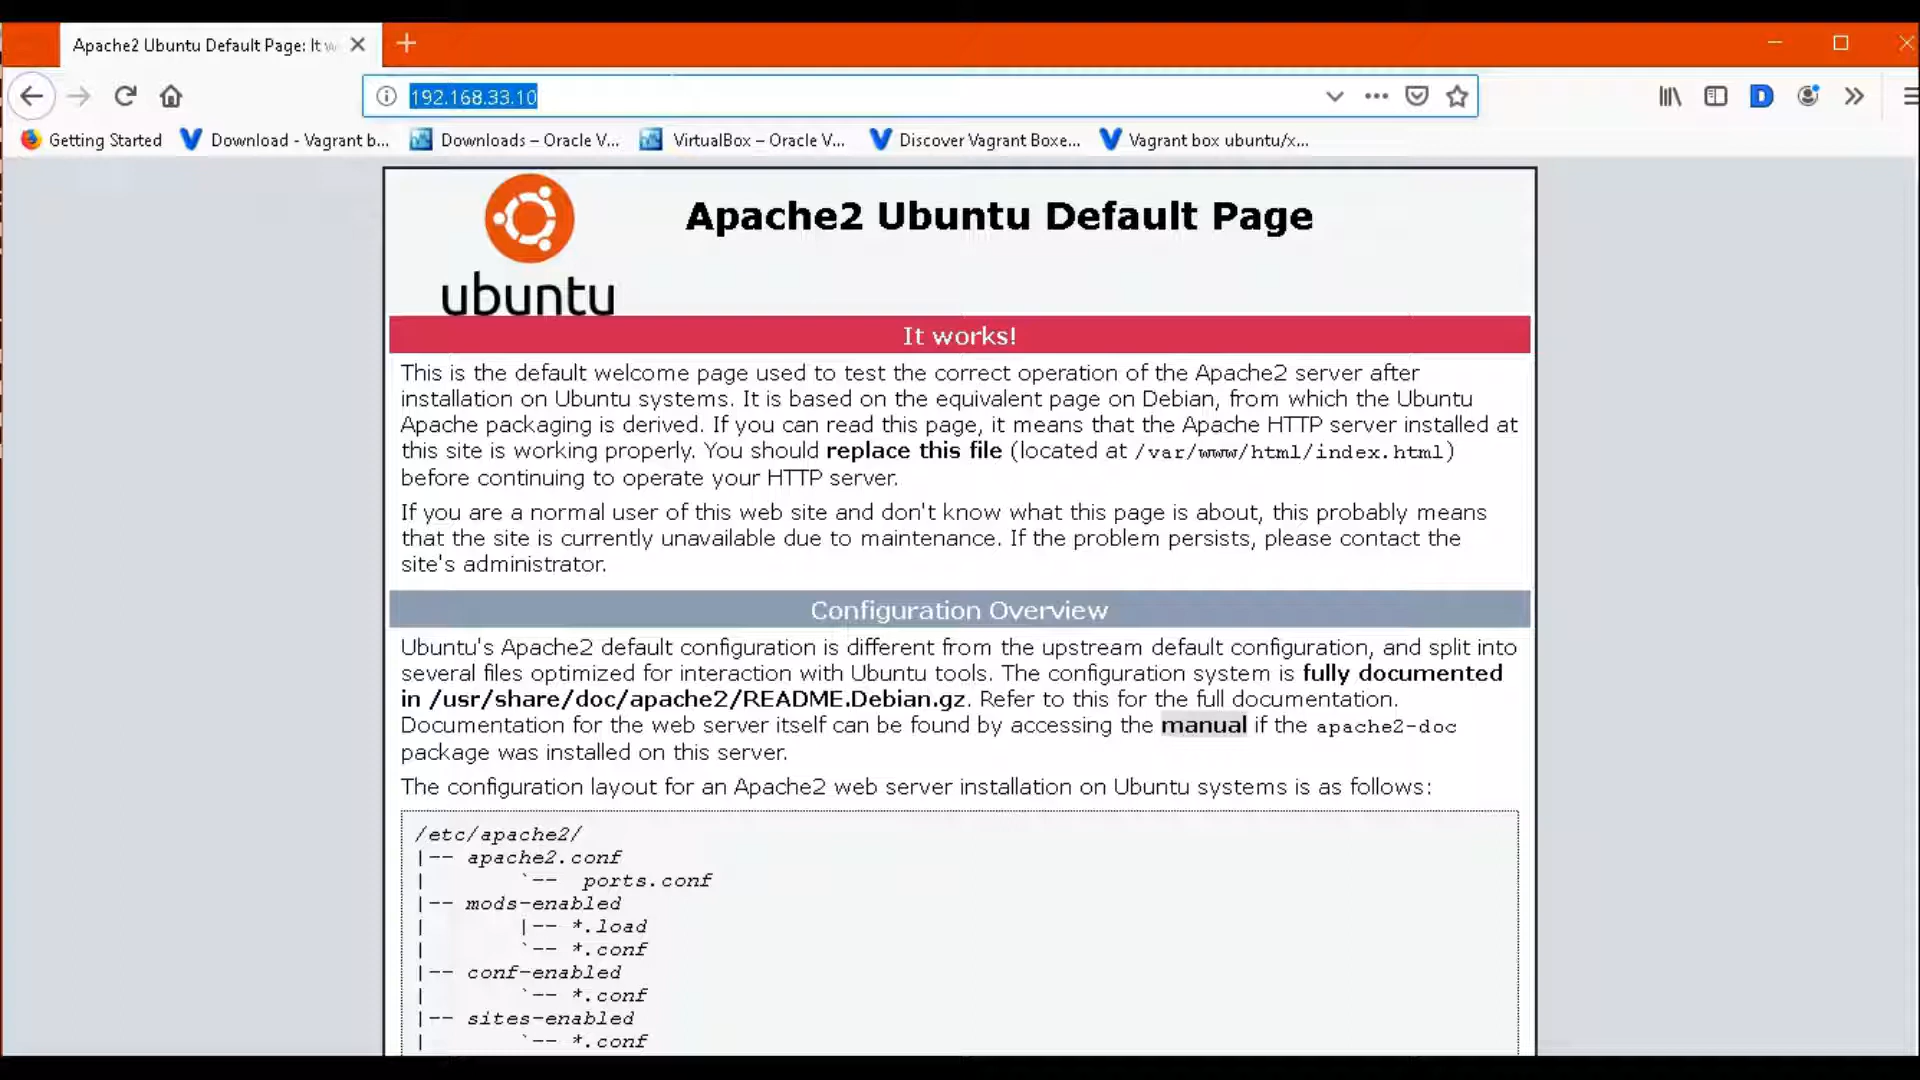 Apache2 Ubuntu Default Page: It w
192.168.33.10
Getting Started Download - Vagrant b... Downloads – Oracle V... VirtualBox – Oracle V... Discover Vagrant Boxe... Vagrant box ubuntu/x...
ubuntu
Apache2 Ubuntu Default Page
It works!
This is the default welcome page used to test the correct operation of the Apache2 server after
installation on Ubuntu systems. It is based on the equivalent page on Debian, from which the Ubuntu
Apache packaging is derived. If you can read this page, it means that the Apache HTTP server installed at
this site is working properly. You should replace this file (located at /var/www/html/index.html)
before continuing to operate your HTTP server.
If you are a normal user of this web site and don't know what this page is about, this probably means
that the site is currently unavailable due to maintenance. If the problem persists, please contact the
site's administrator.
Configuration Overview
Ubuntu's Apache2 default configuration is different from the upstream default configuration, and split into
several files optimized for interaction with Ubuntu tools. The configuration system is fully documented
in /usr/share/doc/apache2/README.Debian.gz. Refer to this for the full documentation.
Documentation for the web server itself can be found by accessing the manual if the apache2-doc
package was installed on this server.
The configuration layout for an Apache2 web server installation on Ubuntu systems is as follows:
/etc/apache2/
|-- apache2.conf
|       `--  ports.conf
|-- mods-enabled
|       |-- *.load
|       `-- *.conf
|-- conf-enabled
|       `-- *.conf
|-- sites-enabled
|       `-- *.conf